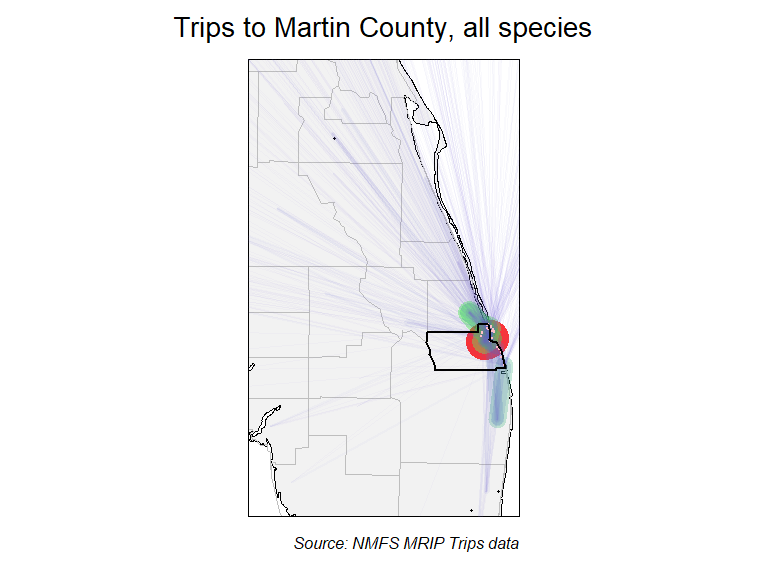 Trips to Martin County, all species
Source: NMFS MRIP Trips data